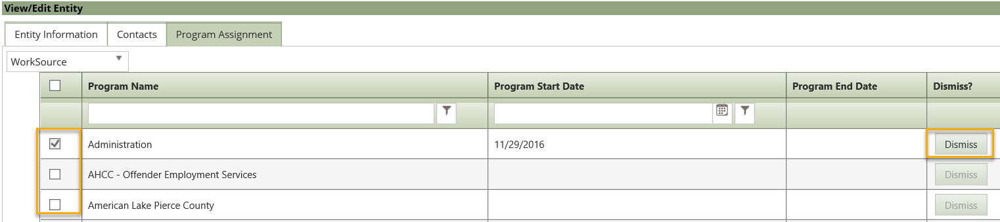 View/Edit Entity
Entity Information Contacts Program Assignment
WorkSource
Program Name Program Start Date Program End Date Dismiss?
Administration 11/29/2016 Dismiss
AHCC - Offender Employment Services Dismiss
American Lake Pierce County Dismiss